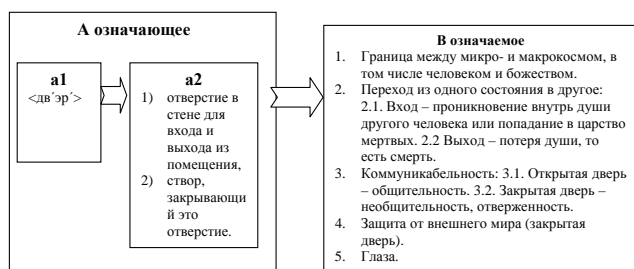 А означающее
а1
<дв´эр´>
а2
1) отверстие в
стене для
входа и
выхода из
помещения,
2) створ,
закрывающи
й это
отверстие.
В означаемое
1. Граница между микро- и макрокосмом, в
том числе человеком и божеством.
2. Переход из одного состояния в другое:
2.1. Вход – проникновение внутрь души
другого человека или попадание в царство
мертвых. 2.2 Выход – потеря души, то
есть смерть.
3. Коммуникабельность: 3.1. Открытая дверь
– общительность. 3.2. Закрытая дверь –
необщительность, отверженность.
4. Защита от внешнего мира (закрытая
дверь).
5. Глаза.